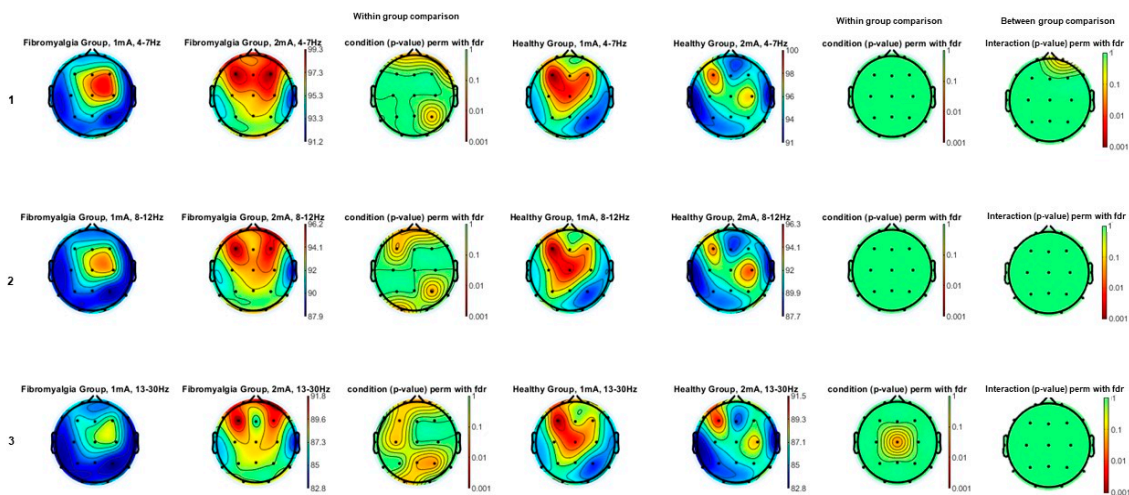 Within group comparison Within group comparison Between group comparison
Fibromyalgia Group, 1mA, 4-7Hz Fibromyalgia Group, 2mA, 4-7Hz condition (p-value) perm with fdr Healthy Group, 1mA, 4-7Hz Healthy Group, 2mA, 4-7Hz condition (p-value) perm with fdr Interaction (p-value) perm with fdr
99.3 1 100 1 1
97.3 0.1 98 0.1 0.1
1 95.3 96
93.3 0.01 94 0.01 0.01
91.2 0.001 91 0.001 0.001
Fibromyalgia Group, 1mA, 8-12Hz Fibromyalgia Group, 2mA, 8-12Hz condition (p-value) perm with fdr Healthy Group, 1mA, 8-12Hz Healthy Group, 2mA, 8-12Hz condition (p-value) perm with fdr Interaction (p-value) perm with fdr
96.2 1 96.3 1 1
94.1 0.1 94.1 0.1 0.1
2 92 92
90 0.01 89.9 0.01 0.01
87.9 0.001 87.7 0.001 0.001
Fibromyalgia Group, 1mA, 13-30Hz Fibromyalgia Group, 2mA, 13-30Hz condition (p-value) perm with fdr Healthy Group, 1mA, 13-30Hz Healthy Group, 2mA, 13-30Hz condition (p-value) perm with fdr Interaction (p-value) perm with fdr
91.8 1 91.5 1 1
89.6 0.1 89.4 0.1 0.1
3 87.3 87.3
85 0.01 85 0.01 0.01
82.8 0.001 82.8 0.001 0.001